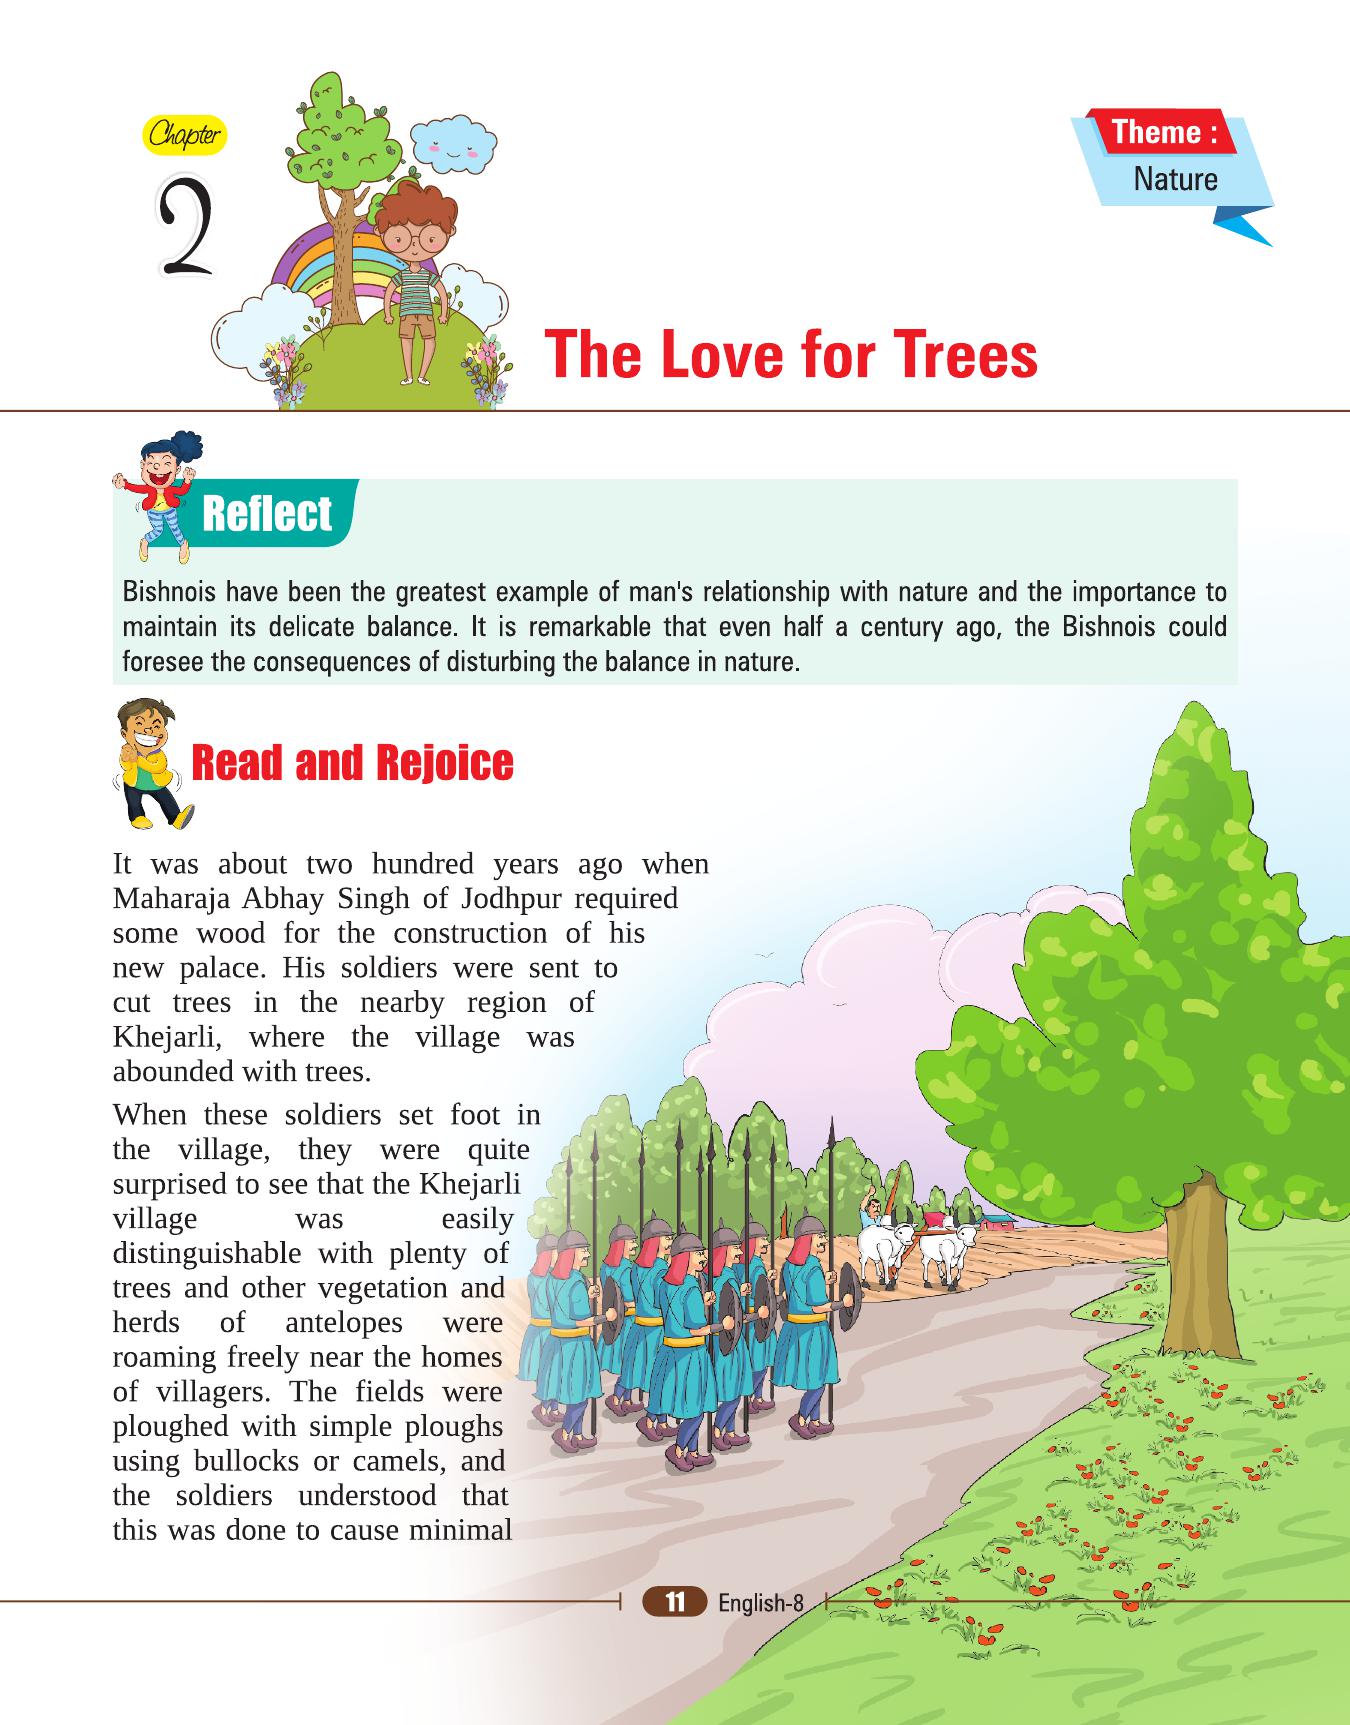 Chapter
2
Theme :
Nature
The Love for Trees
Reflect
Bishnois have been the greatest example of man's relationship with nature and the importance to
maintain its delicate balance. It is remarkable that even half a century ago, the Bishnois could
foresee the consequences of disturbing the balance in nature.
Read and Rejoice
It was about two hundred years ago when
Maharaja Abhay Singh of Jodhpur required
some wood for the construction of his
new palace. His soldiers were sent to
cut trees in the nearby region of
Khejarli, where the village was
abounded with trees.
When these soldiers set foot in
the village, they were quite
surprised to see that the Khejarli
village was easily
distinguishable with plenty of
trees and other vegetation and
herds of antelopes were
roaming freely near the homes
of villagers. The fields were
ploughed with simple ploughs
using bullocks or camels, and
the soldiers understood that
this was done to cause minimal
11 English-8